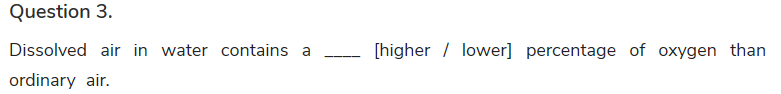 Question 3.
Dissolved air in water contains a ____ [higher / lower] percentage of oxygen than
ordinary air.